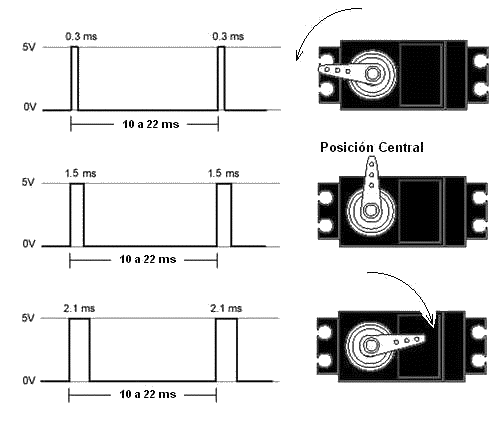 0.3 ms 0.3 ms
5V
0V
10 a 22 ms
Posición Central
1.5 ms 1.5 ms
5V
0V
10 a 22 ms
2.1 ms 2.1 ms
5V
0V
10 a 22 ms